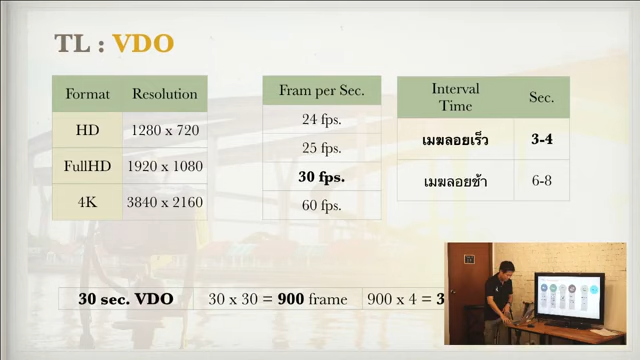 TL : VDO
Format Resolution
HD 1280 x 720
FullHD 1920 x 1080
4K 3840 x 2160
Fram per Sec.
24 fps.
25 fps.
30 fps.
60 fps.
Interval Time Sec.
เมฆลอยเร็ว 3-4
เมฆลอยช้า 6-8
30 sec. VDO 30 x 30 = 900 frame 900 x 4 = 3